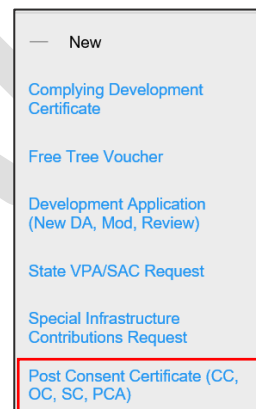 — New
Complying Development
Certificate
Free Tree Voucher
Development Application
(New DA, Mod, Review)
State VPA/SAC Request
Special Infrastructure
Contributions Request
Post Consent Certificate (CC,
OC, SC, PCA)